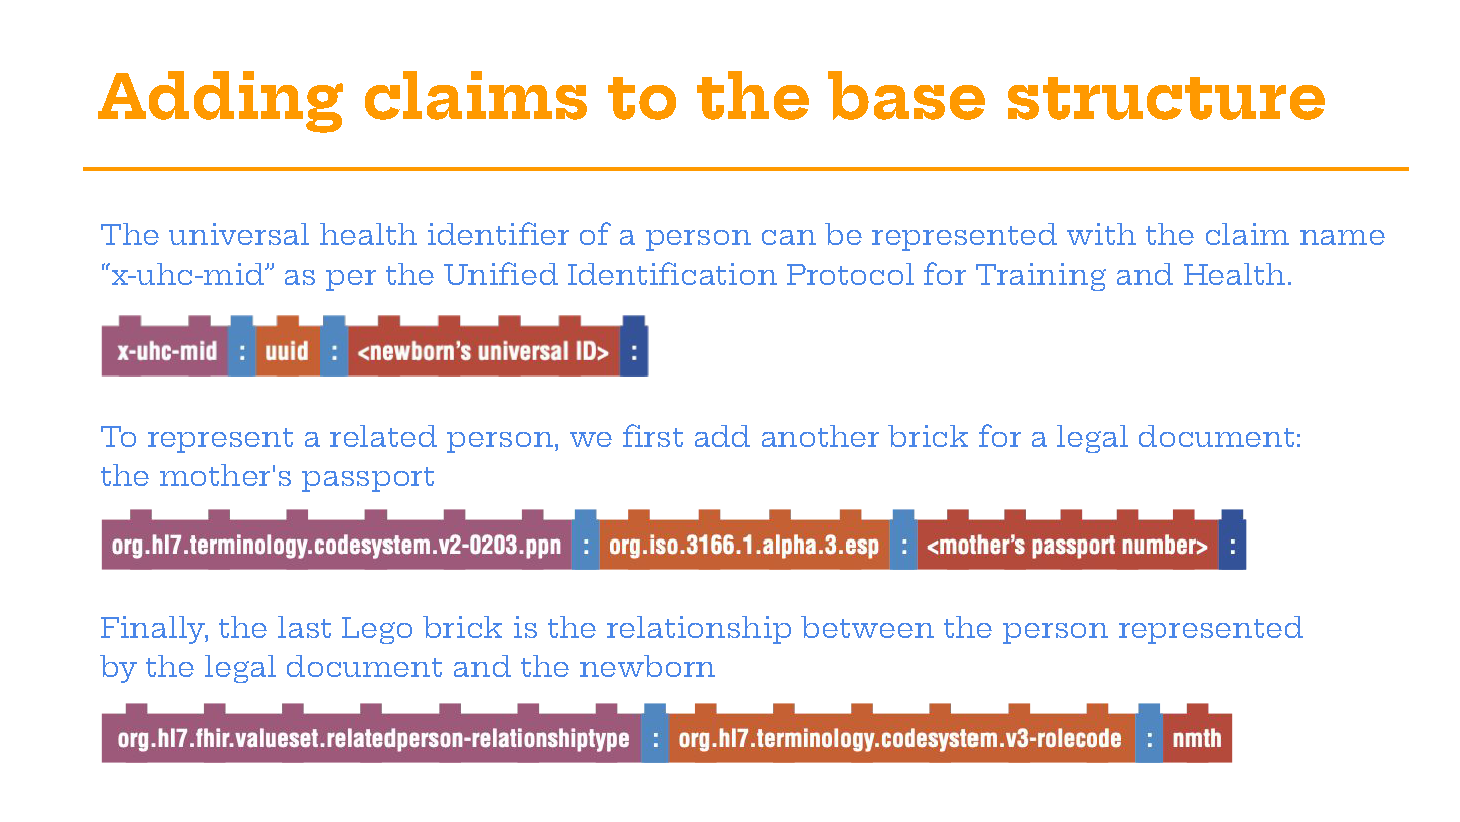 Adding claims to the base structure
The universal health identifier of a person can be represented with the claim name
“x-uhc-mid” as per the Unified Identification Protocol for Training and Health.
x-uhc-mid : uuid : <newborn’s universal ID> :
To represent a related person, we first add another brick for a legal document:
the mother's passport
org.hl7.terminology.codesystem.v2-0203.ppn : org.iso.3166.1.alpha.3.esp : <mother’s passport number> :
Finally, the last Lego brick is the relationship between the person represented
by the legal document and the newborn
org.hl7.fhir.valueset.relatedperson-relationshiptype : org.hl7.terminology.codesystem.v3-rolecode : nmth